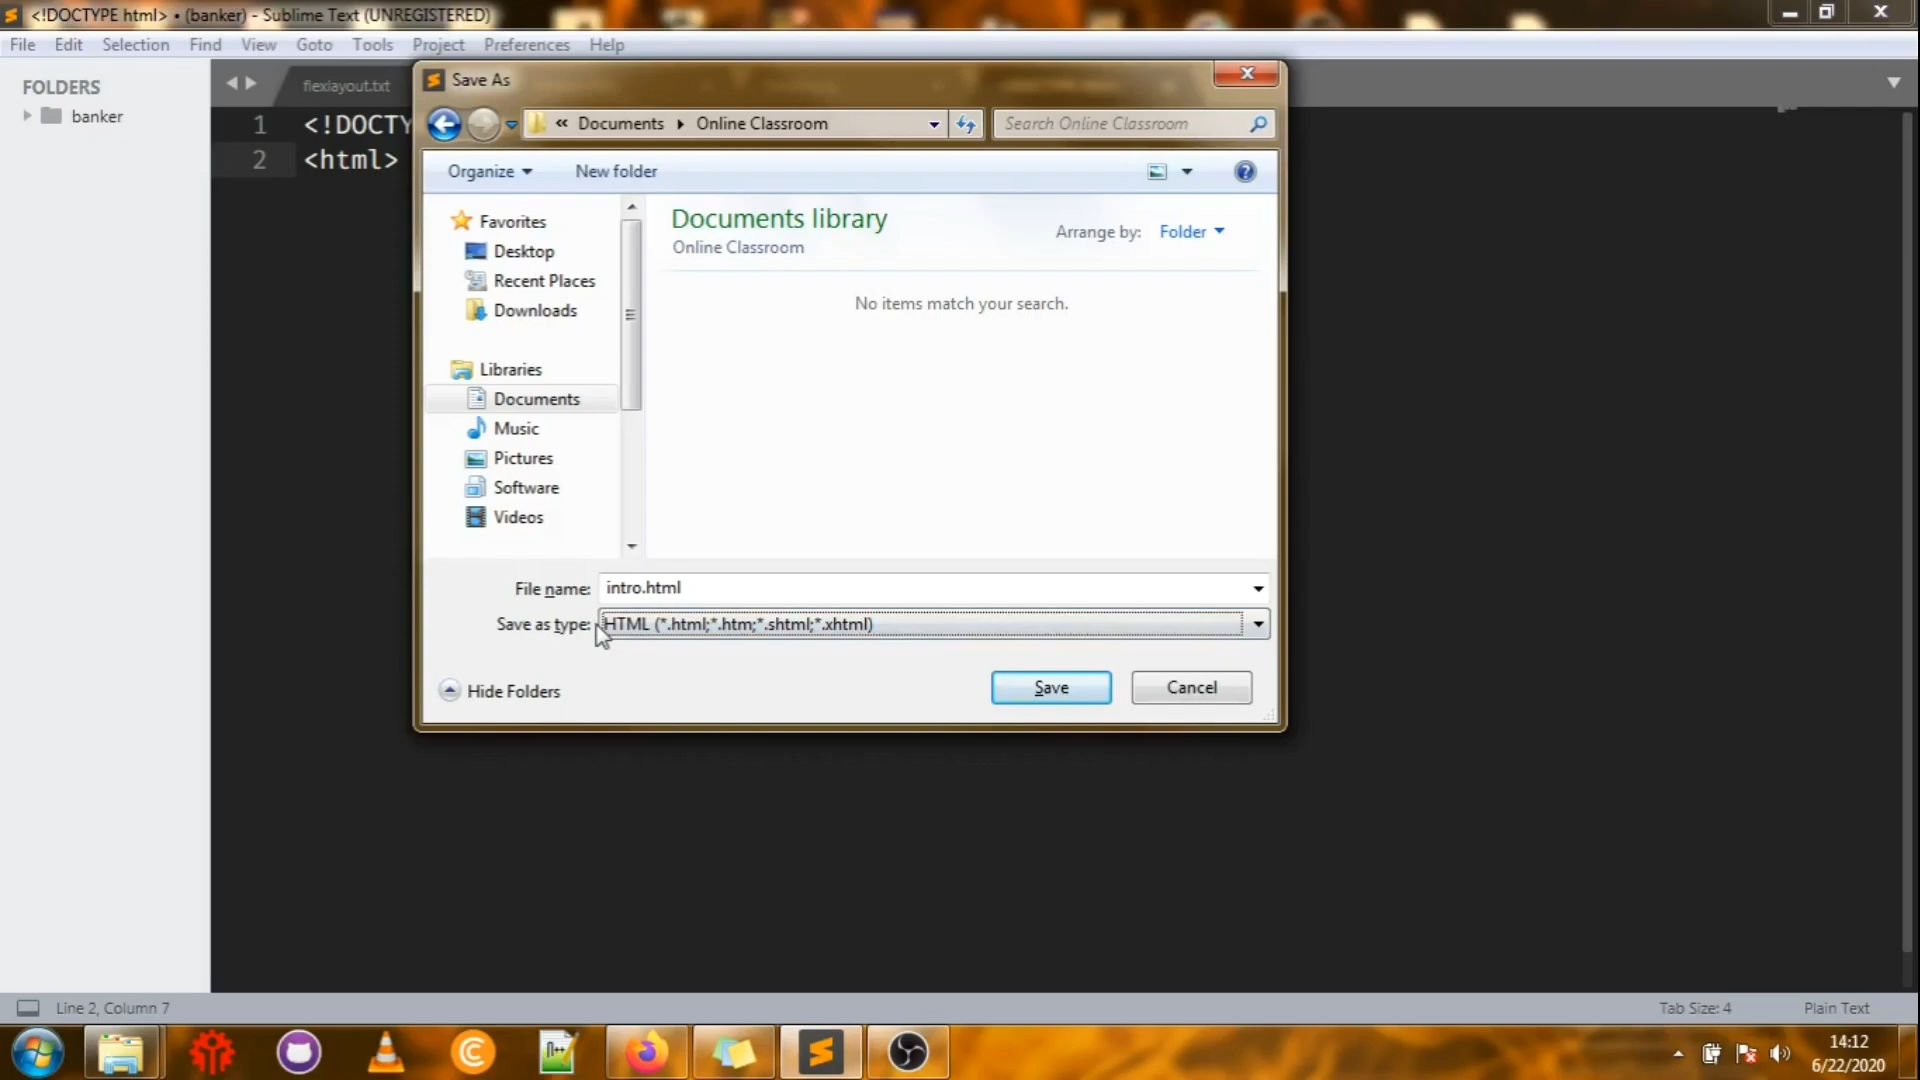 <!DOCTYPE html> • (banker) - Sublime Text (UNREGISTERED)
File Edit Selection Find View Goto Tools Project Preferences Help
FOLDERS
banker
flexlayout.txt
1 <!DOCTY
2 <html>
Save As
« Documents Online Classroom
Search Online Classroom
Organize
New folder
Favorites
Desktop
Recent Places
Downloads
Libraries
Documents
Music
Pictures
Software
Videos
Documents library
Online Classroom
Arrange by: Folder
No items match your search.
File name: intro.html
Save as type: HTML (*.html;*.htm;*.shtml;*.xhtml)
Hide Folders
Save
Cancel
Line 2, Column 7
Tab Size: 4
Plain Text
14:12
6/22/2020